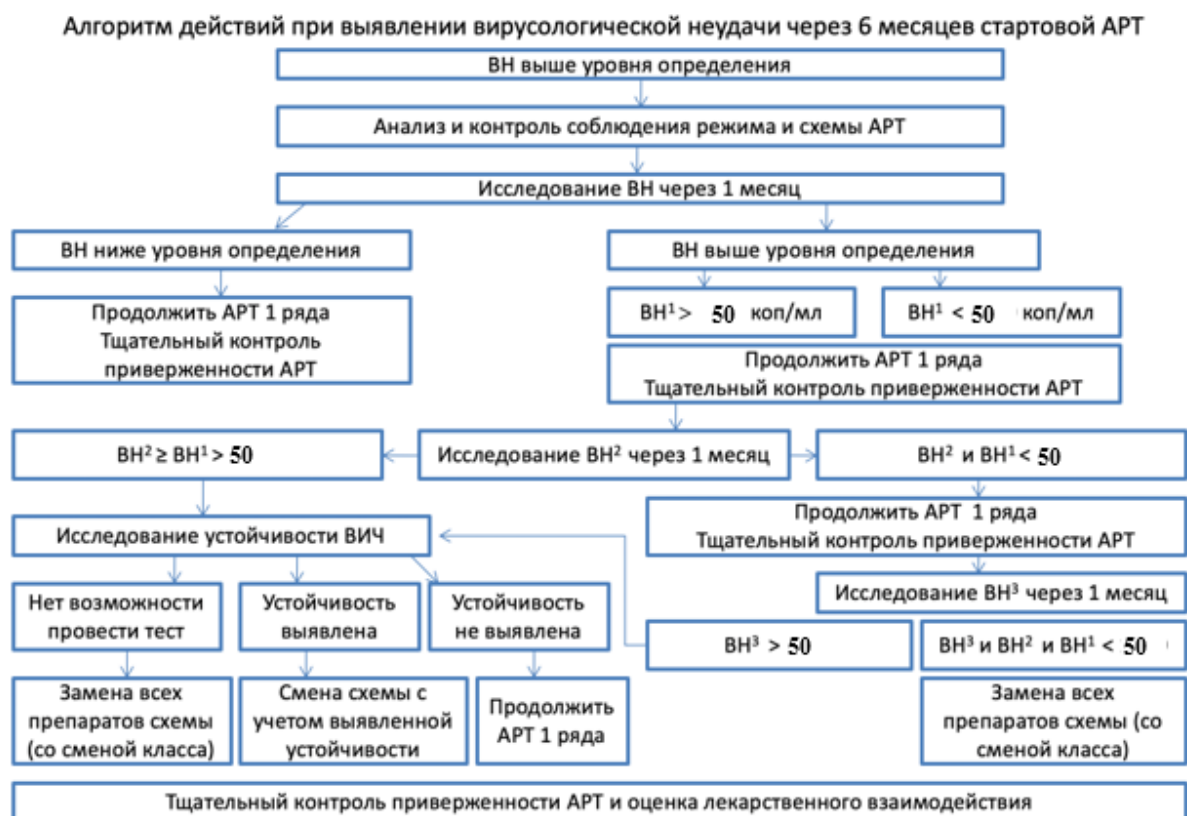 Алгоритм действий при выявлении вирусологической неудачи через 6 месяцев стартовой АРТ
ВН выше уровня определения
Анализ и контроль соблюдения режима и схемы АРТ
Исследование ВН через 1 месяц
ВН ниже уровня определения
ВН выше уровня определения
Продолжить АРТ 1 ряда
Тщательный контроль
приверженности АРТ
ВН¹ > 50 коп/мл
ВН¹ < 50 коп/мл
Продолжить АРТ 1 ряда
Тщательный контроль приверженности АРТ
ВН² ≥ ВН¹ > 50
Исследование ВН² через 1 месяц
ВН² и ВН¹ < 50
Исследование устойчивости ВИЧ
Продолжить АРТ 1 ряда
Тщательный контроль приверженности АРТ
Исследование ВН³ через 1 месяц
Нет возможности
провести тест
Устойчивость
выявлена
Устойчивость
не выявлена
ВН³ > 50
ВН³ и ВН² и ВН¹ < 50
Замена всех
препаратов схемы
(со сменой класса)
Смена схемы с
учетом выявленной
устойчивости
Продолжить
АРТ 1 ряда
Замена всех
препаратов схемы (со
сменой класса)
Тщательный контроль приверженности АРТ и оценка лекарственного взаимодействия